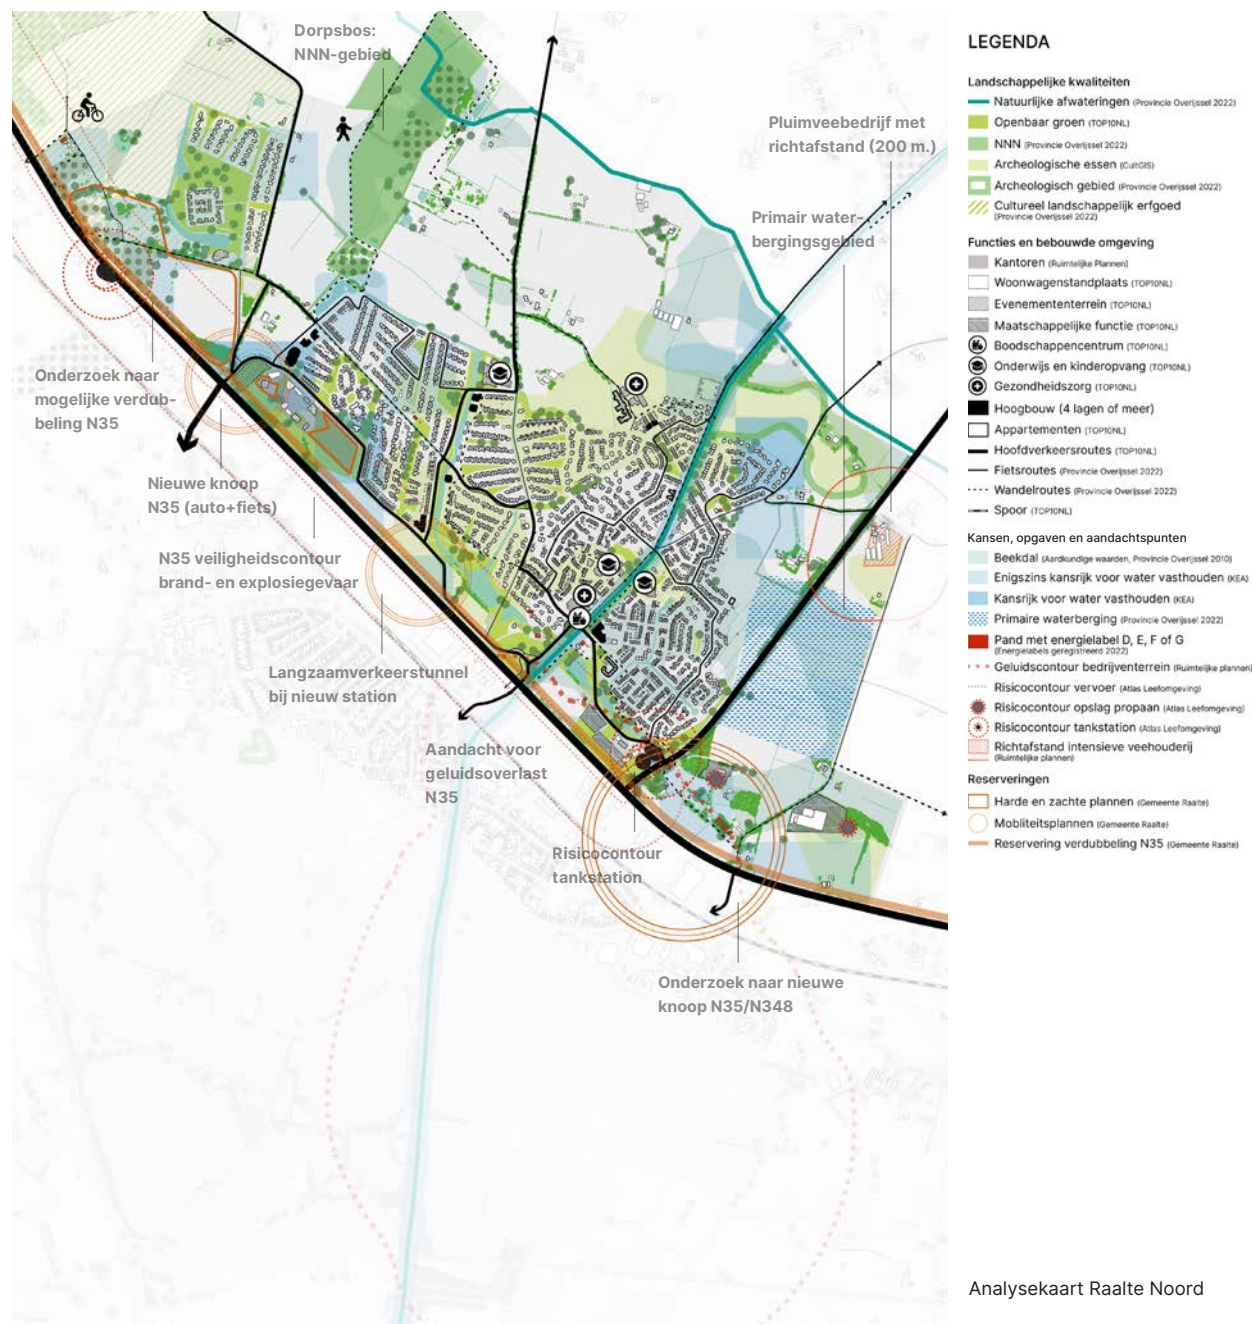 Dorpsbos:
NNN-gebied
Pluimveebedrijf met
richtafstand (200 m.)
Primair water-
bergingsgebied
Onderzoek naar
mogelijke verdub-
beling N35
Nieuwe knoop
N35 (auto+fiets)
N35 veiligheidscontour
brand- en explosiegevaar
Langzaamverkeerstunnel
bij nieuw station
Aandacht voor
geluidsoverlast
N35
Risicocontour
tankstation
Onderzoek naar nieuwe
knoop N35/N348
LEGENDA
Landschappelijke kwaliteiten
Natuurlijke afwateringen (Provincie Overijssel 2022)
Openbaar groen (TOP10NL)
NNN (Provincie Overijssel 2022)
Archeologische essen (CultGIS)
Archeologisch gebied (Provincie Overijssel 2022)
Cultureel landschappelijk erfgoed
(Provincie Overijssel 2022)
Functies en bebouwde omgeving
Kantoren (Ruimtelijke Plannen)
Woonwagenstandplaats (TOP10NL)
Evenemententerrein (TOP10NL)
Maatschappelijke functie (TOP10NL)
Boodschappencentrum (TOP10NL)
Onderwijs en kinderopvang (TOP10NL)
Gezondheidszorg (TOP10NL)
Hoogbouw (4 lagen of meer)
Appartementen (TOP10NL)
Hoofdverkeersroutes (TOP10NL)
Fietsroutes (Provincie Overijssel 2022)
Wandelroutes (Provincie Overijssel 2022)
Spoor (TOP10NL)
Kansen, opgaven en aandachtspunten
Beekdal (Aardkundige waarden, Provincie Overijssel 2010)
Enigszins kansrijk voor water vasthouden (KEA)
Kansrijk voor water vasthouden (KEA)
Primaire waterberging (Provincie Overijssel 2022)
Pand met energielabel D, E, F of G
(Energielabels geregistreerd 2022)
Geluidscontour bedrijventerrein (Ruimtelijke plannen)
Risicocontour vervoer (Atlas Leefomgeving)
Risicocontour opslag propaan (Atlas Leefomgeving)
Risicocontour tankstation (Atlas Leefomgeving)
Richtafstand intensieve veehouderij
(Ruimtelijke plannen)
Reserveringen
Harde en zachte plannen (Gemeente Raalte)
Mobliteitsplannen (Gemeente Raalte)
Reservering verdubbeling N35 (Gemeente Raalte)
Analysekaart Raalte Noord